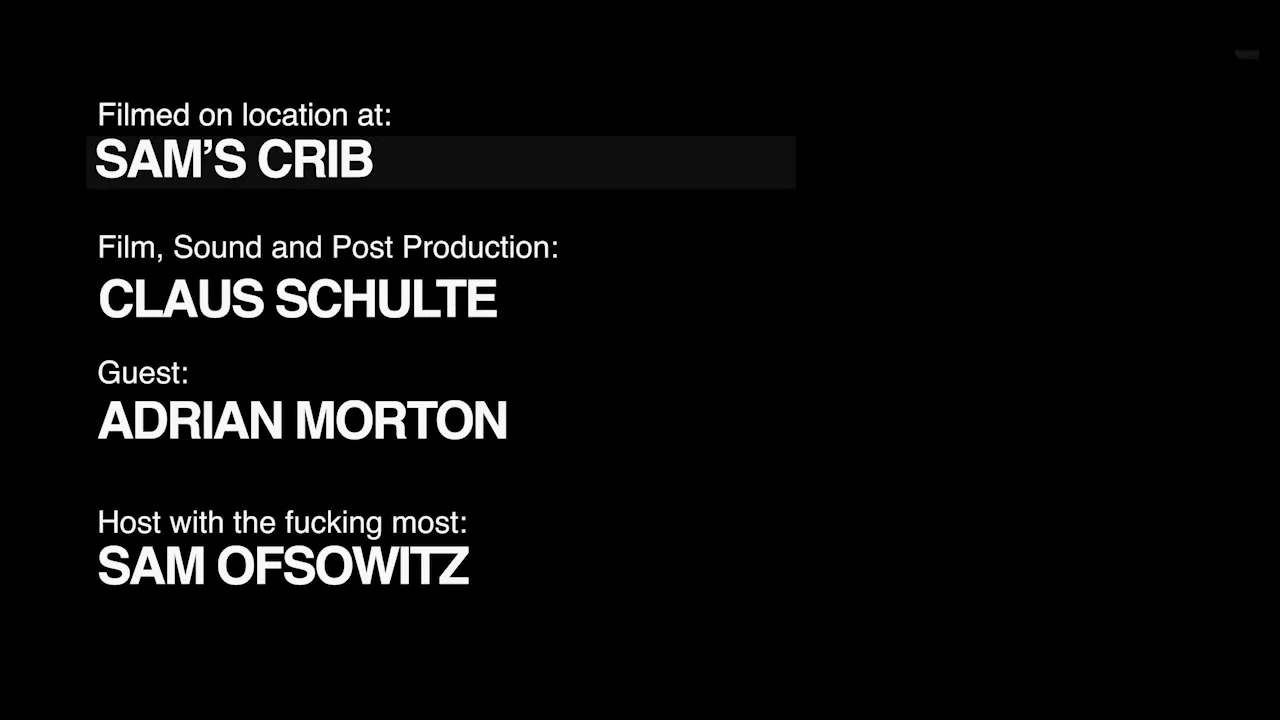 Filmed on location at:
SAM’S CRIB
Film, Sound and Post Production:
CLAUS SCHULTE
Guest:
ADRIAN MORTON
Host with the fucking most:
SAM OFSOWITZ